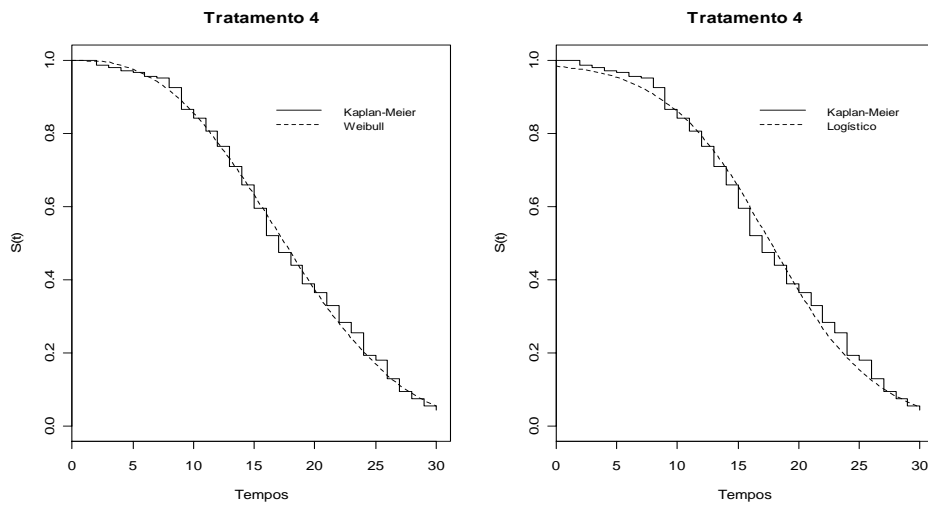 Tratamento 4
Kaplan-Meier
Weibull
S(t)
1.0
0.8
0.6
0.4
0.2
0.0
0 5 10 15 20 25 30
Tempos
Tratamento 4
Kaplan-Meier
Logístico
S(t)
1.0
0.8
0.6
0.4
0.2
0.0
0 5 10 15 20 25 30
Tempos